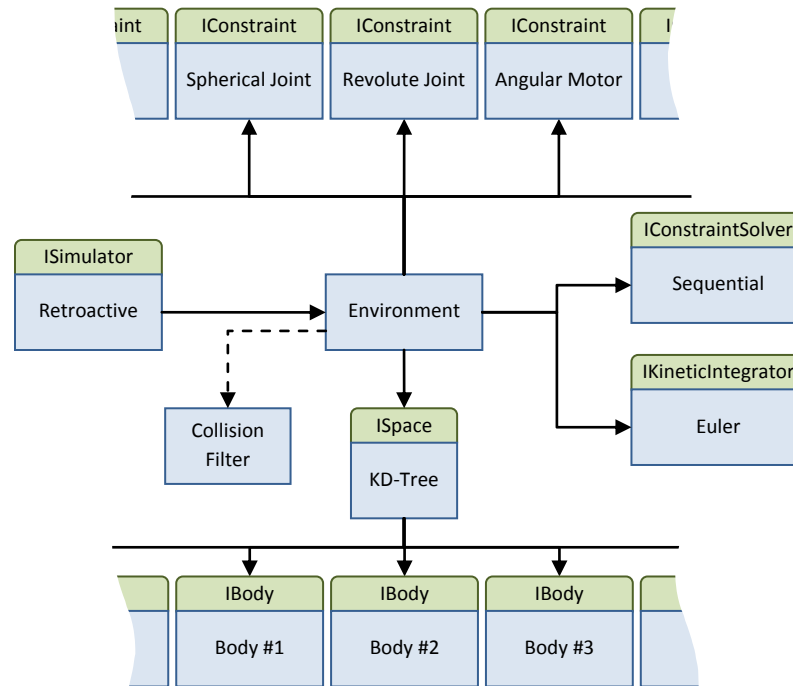 aint
IConstraint
IConstraint
IConstraint
Spherical Joint
Revolute Joint
Angular Motor
ISimulator
Retroactive
Environment
IConstraintSolver
Sequential
IKineticIntegrator
Euler
Collision
Filter
ISpace
KD-Tree
IBody
IBody
IBody
Body #1
Body #2
Body #3